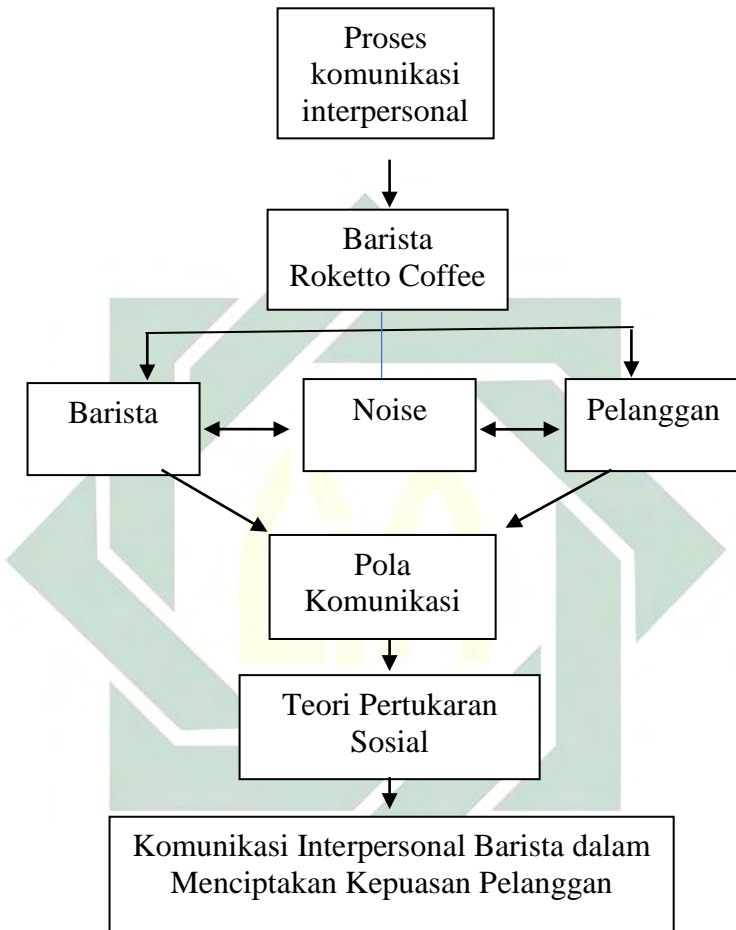 Proses
komunikasi
interpersonal
Barista
Roketto Coffee
Barista
Noise
Pelanggan
Pola
Komunikasi
Teori Pertukaran
Sosial
Komunikasi Interpersonal Barista dalam
Menciptakan Kepuasan Pelanggan